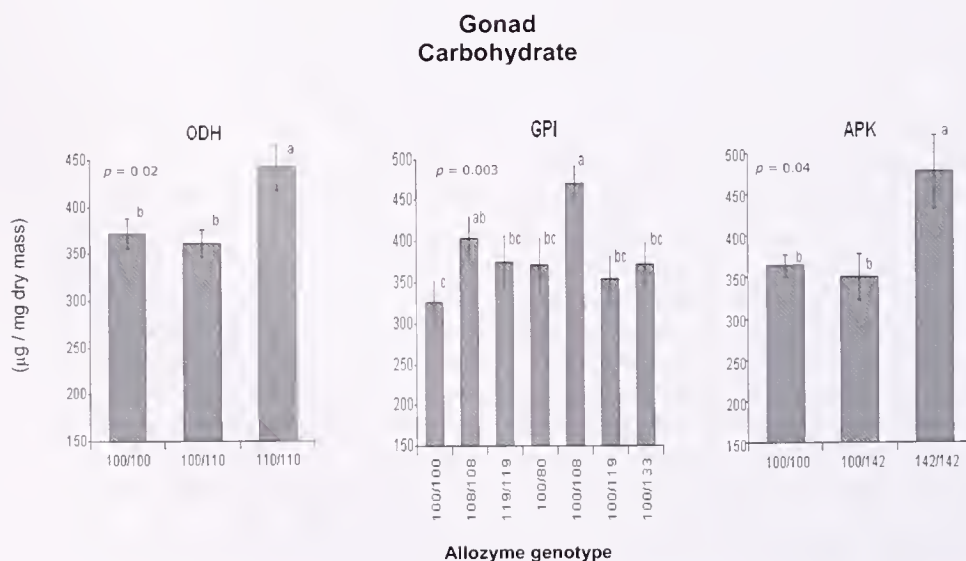 Gonad
Carbohydrate
ODH
GPI
APK
(µg / mg dry mass)
450
400
350
300
250
200
150
p = 0 02
b
b
a
100/100
100/110
110/110
500
450
400
350
300
250
200
150
p = 0.003
c
ab
bc
bc
a
bc
bc
100/100
108/108
119/119
100/80
100/108
100/119
100/133
500
450
400
350
300
250
200
150
p = 0.04
b
b
a
100/100
100/142
142/142
Allozyme genotype